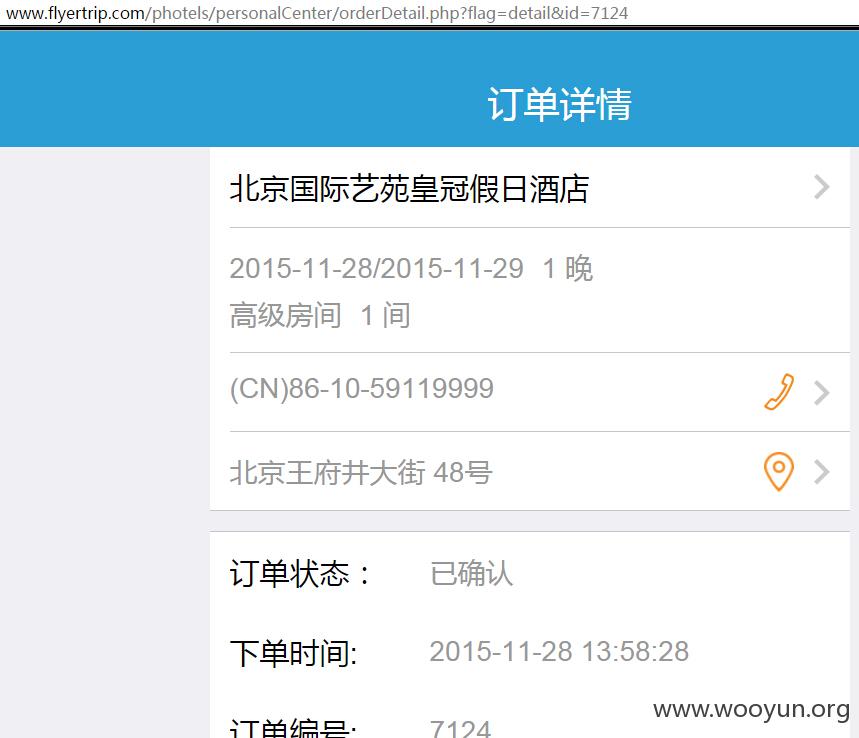 www.flyertrip.com/photels/personalCenter/orderDetail.php?flag=detail&id=7124
订单详情
北京国际艺苑皇冠假日酒店
2015-11-28/2015-11-29 1 晚
高级房间 1 间
(CN)86-10-59119999
北京王府井大街 48号
订单状态： 已确认
下单时间: 2015-11-28 13:58:28
www.wooyun.org
订单编号: 7124